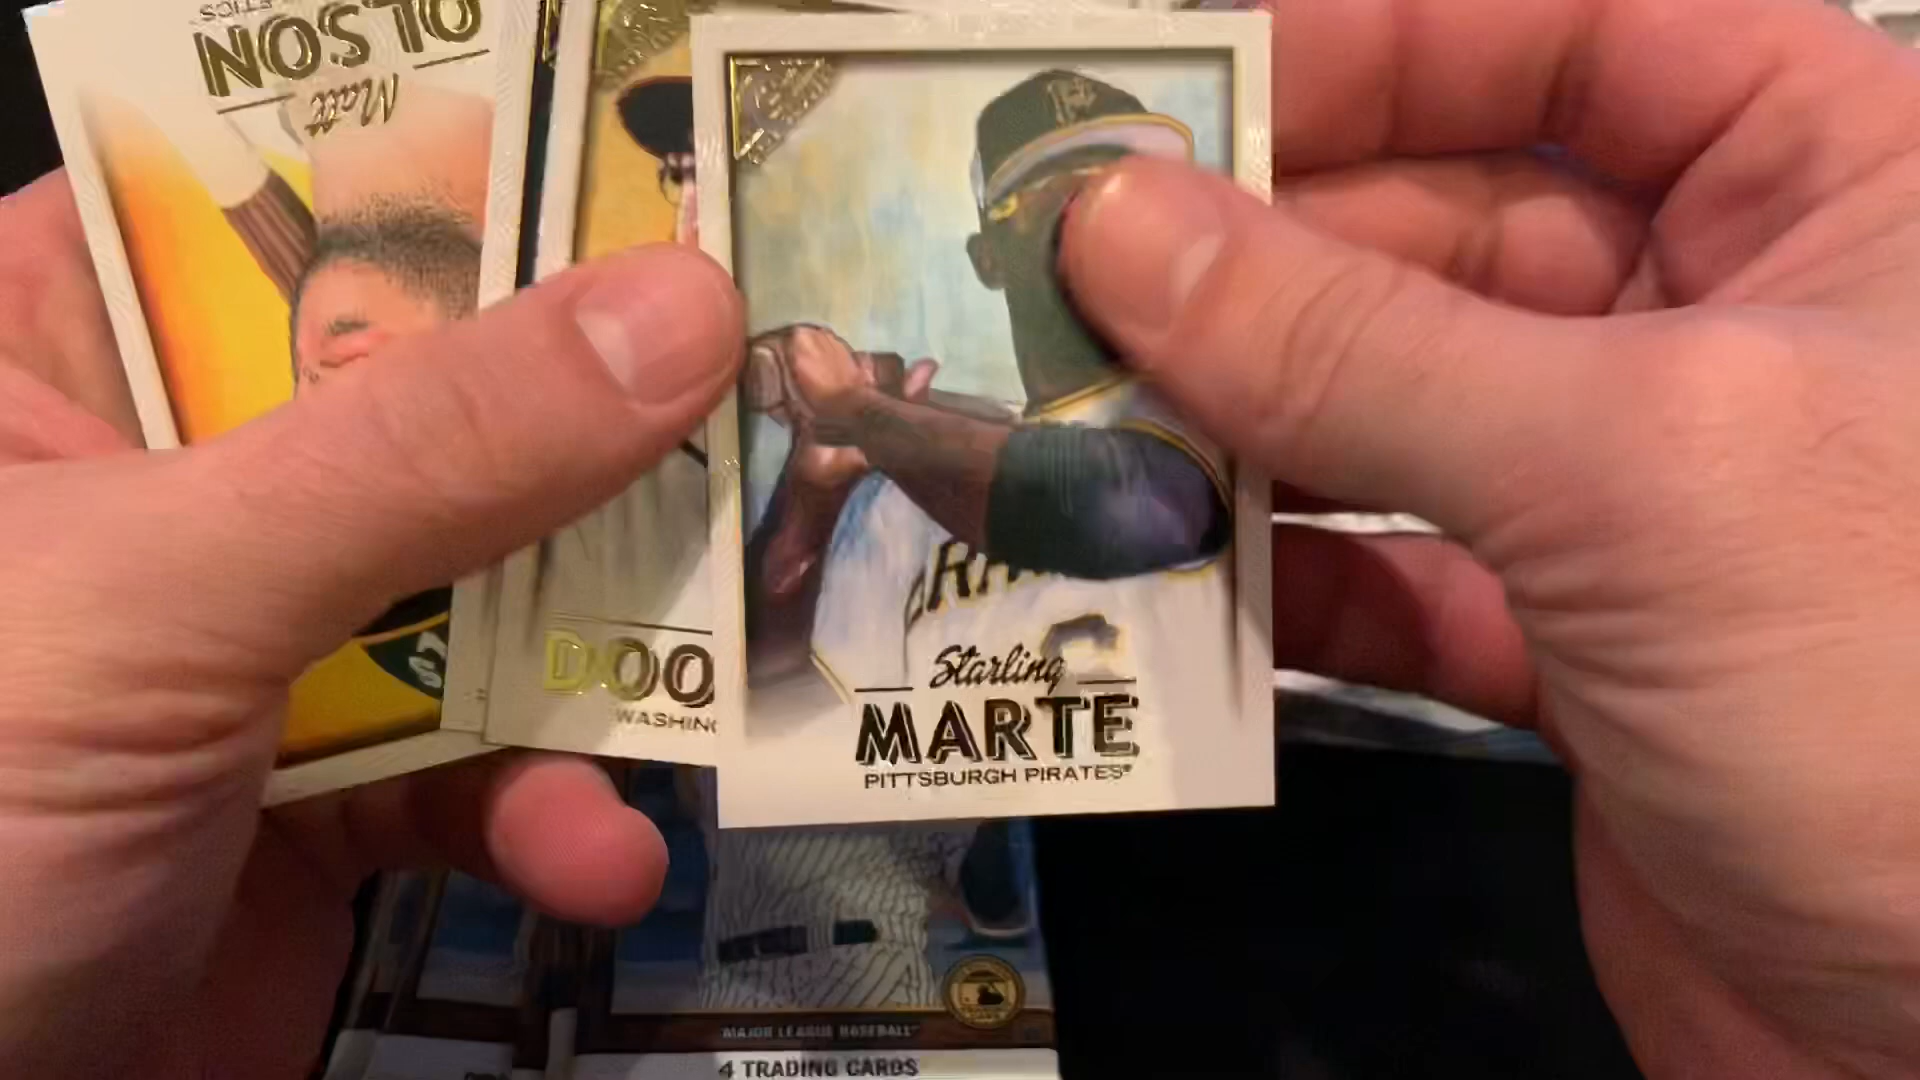 Matt
OLSON
DOO
WASHING
Starling
MARTE
PITTSBURGH PIRATES®
MAJOR LEAGUE BASEBALL®
4 TRADING CARDS